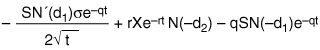 − SN´(d₁)σe^–qt / 2√t + rXe^–rt N(–d₂) – qSN(–d₁)e^–qt